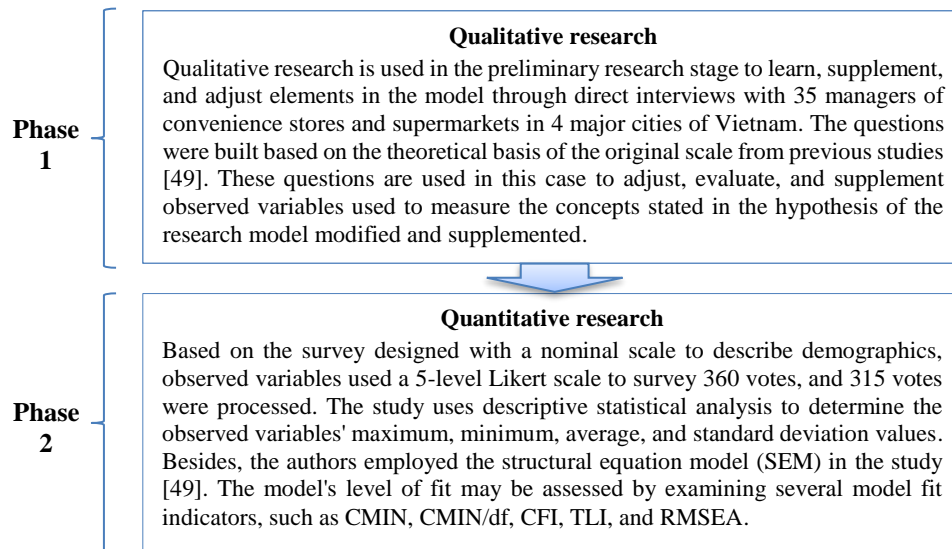 Phase
1
Qualitative research
Qualitative research is used in the preliminary research stage to learn, supplement,
and adjust elements in the model through direct interviews with 35 managers of
convenience stores and supermarkets in 4 major cities of Vietnam. The questions
were built based on the theoretical basis of the original scale from previous studies
[49]. These questions are used in this case to adjust, evaluate, and supplement
observed variables used to measure the concepts stated in the hypothesis of the
research model modified and supplemented.
Phase
2
Quantitative research
Based on the survey designed with a nominal scale to describe demographics,
observed variables used a 5-level Likert scale to survey 360 votes, and 315 votes
were processed. The study uses descriptive statistical analysis to determine the
observed variables' maximum, minimum, average, and standard deviation values.
Besides, the authors employed the structural equation model (SEM) in the study
[49]. The model's level of fit may be assessed by examining several model fit
indicators, such as CMIN, CMIN/df, CFI, TLI, and RMSEA.